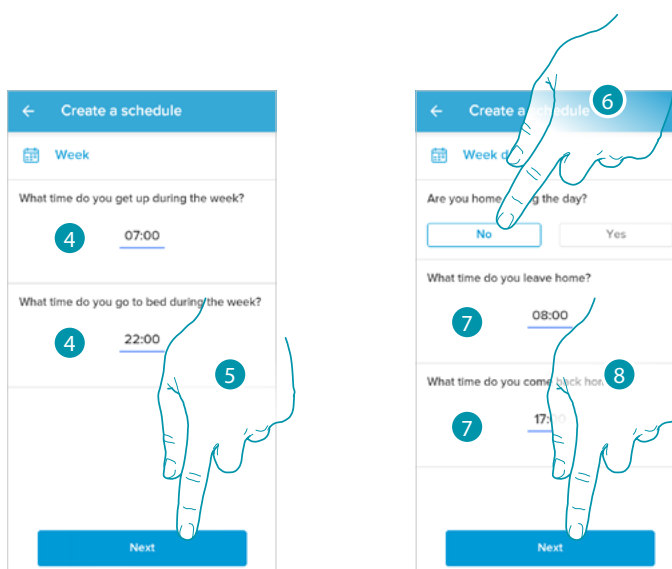 Create a schedule
Week
What time do you get up during the week?
4
07:00
What time do you go to bed during the week?
4
22:00
5
Next
6
Create a schedule
Week
Are you home the day?
No
Yes
What time do you leave home?
7
08:00
What time do you come back
8
7
17:
Next